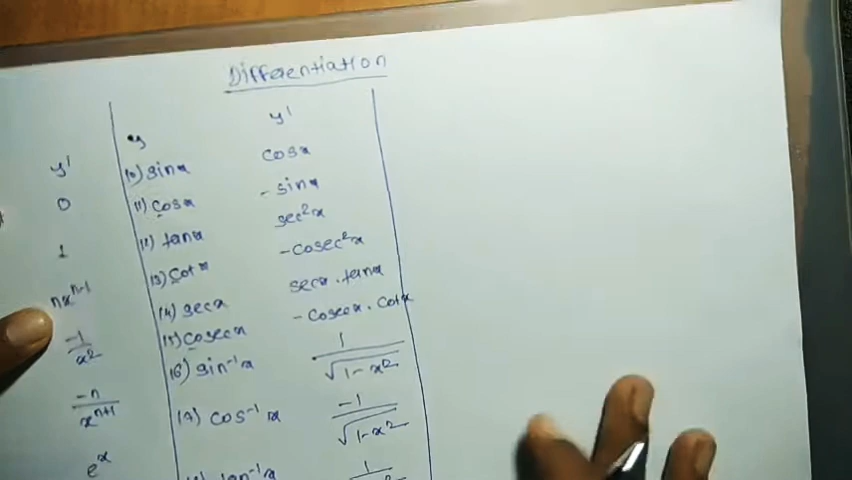 Differentiation
y'
0
1
nx^{n-1}
-1/x²
-n/x^{n+1}
e^x
y y'
10) sinx cosx
11) cosx -sinx
12) tanx sec²x
13) cotx -cosec²x
14) secx secx.tanx
15) cosecx -cosecx.cotx
16) sin⁻¹x 1/√1-x²
17) cos⁻¹x -1/√1-x²
tan⁻¹x